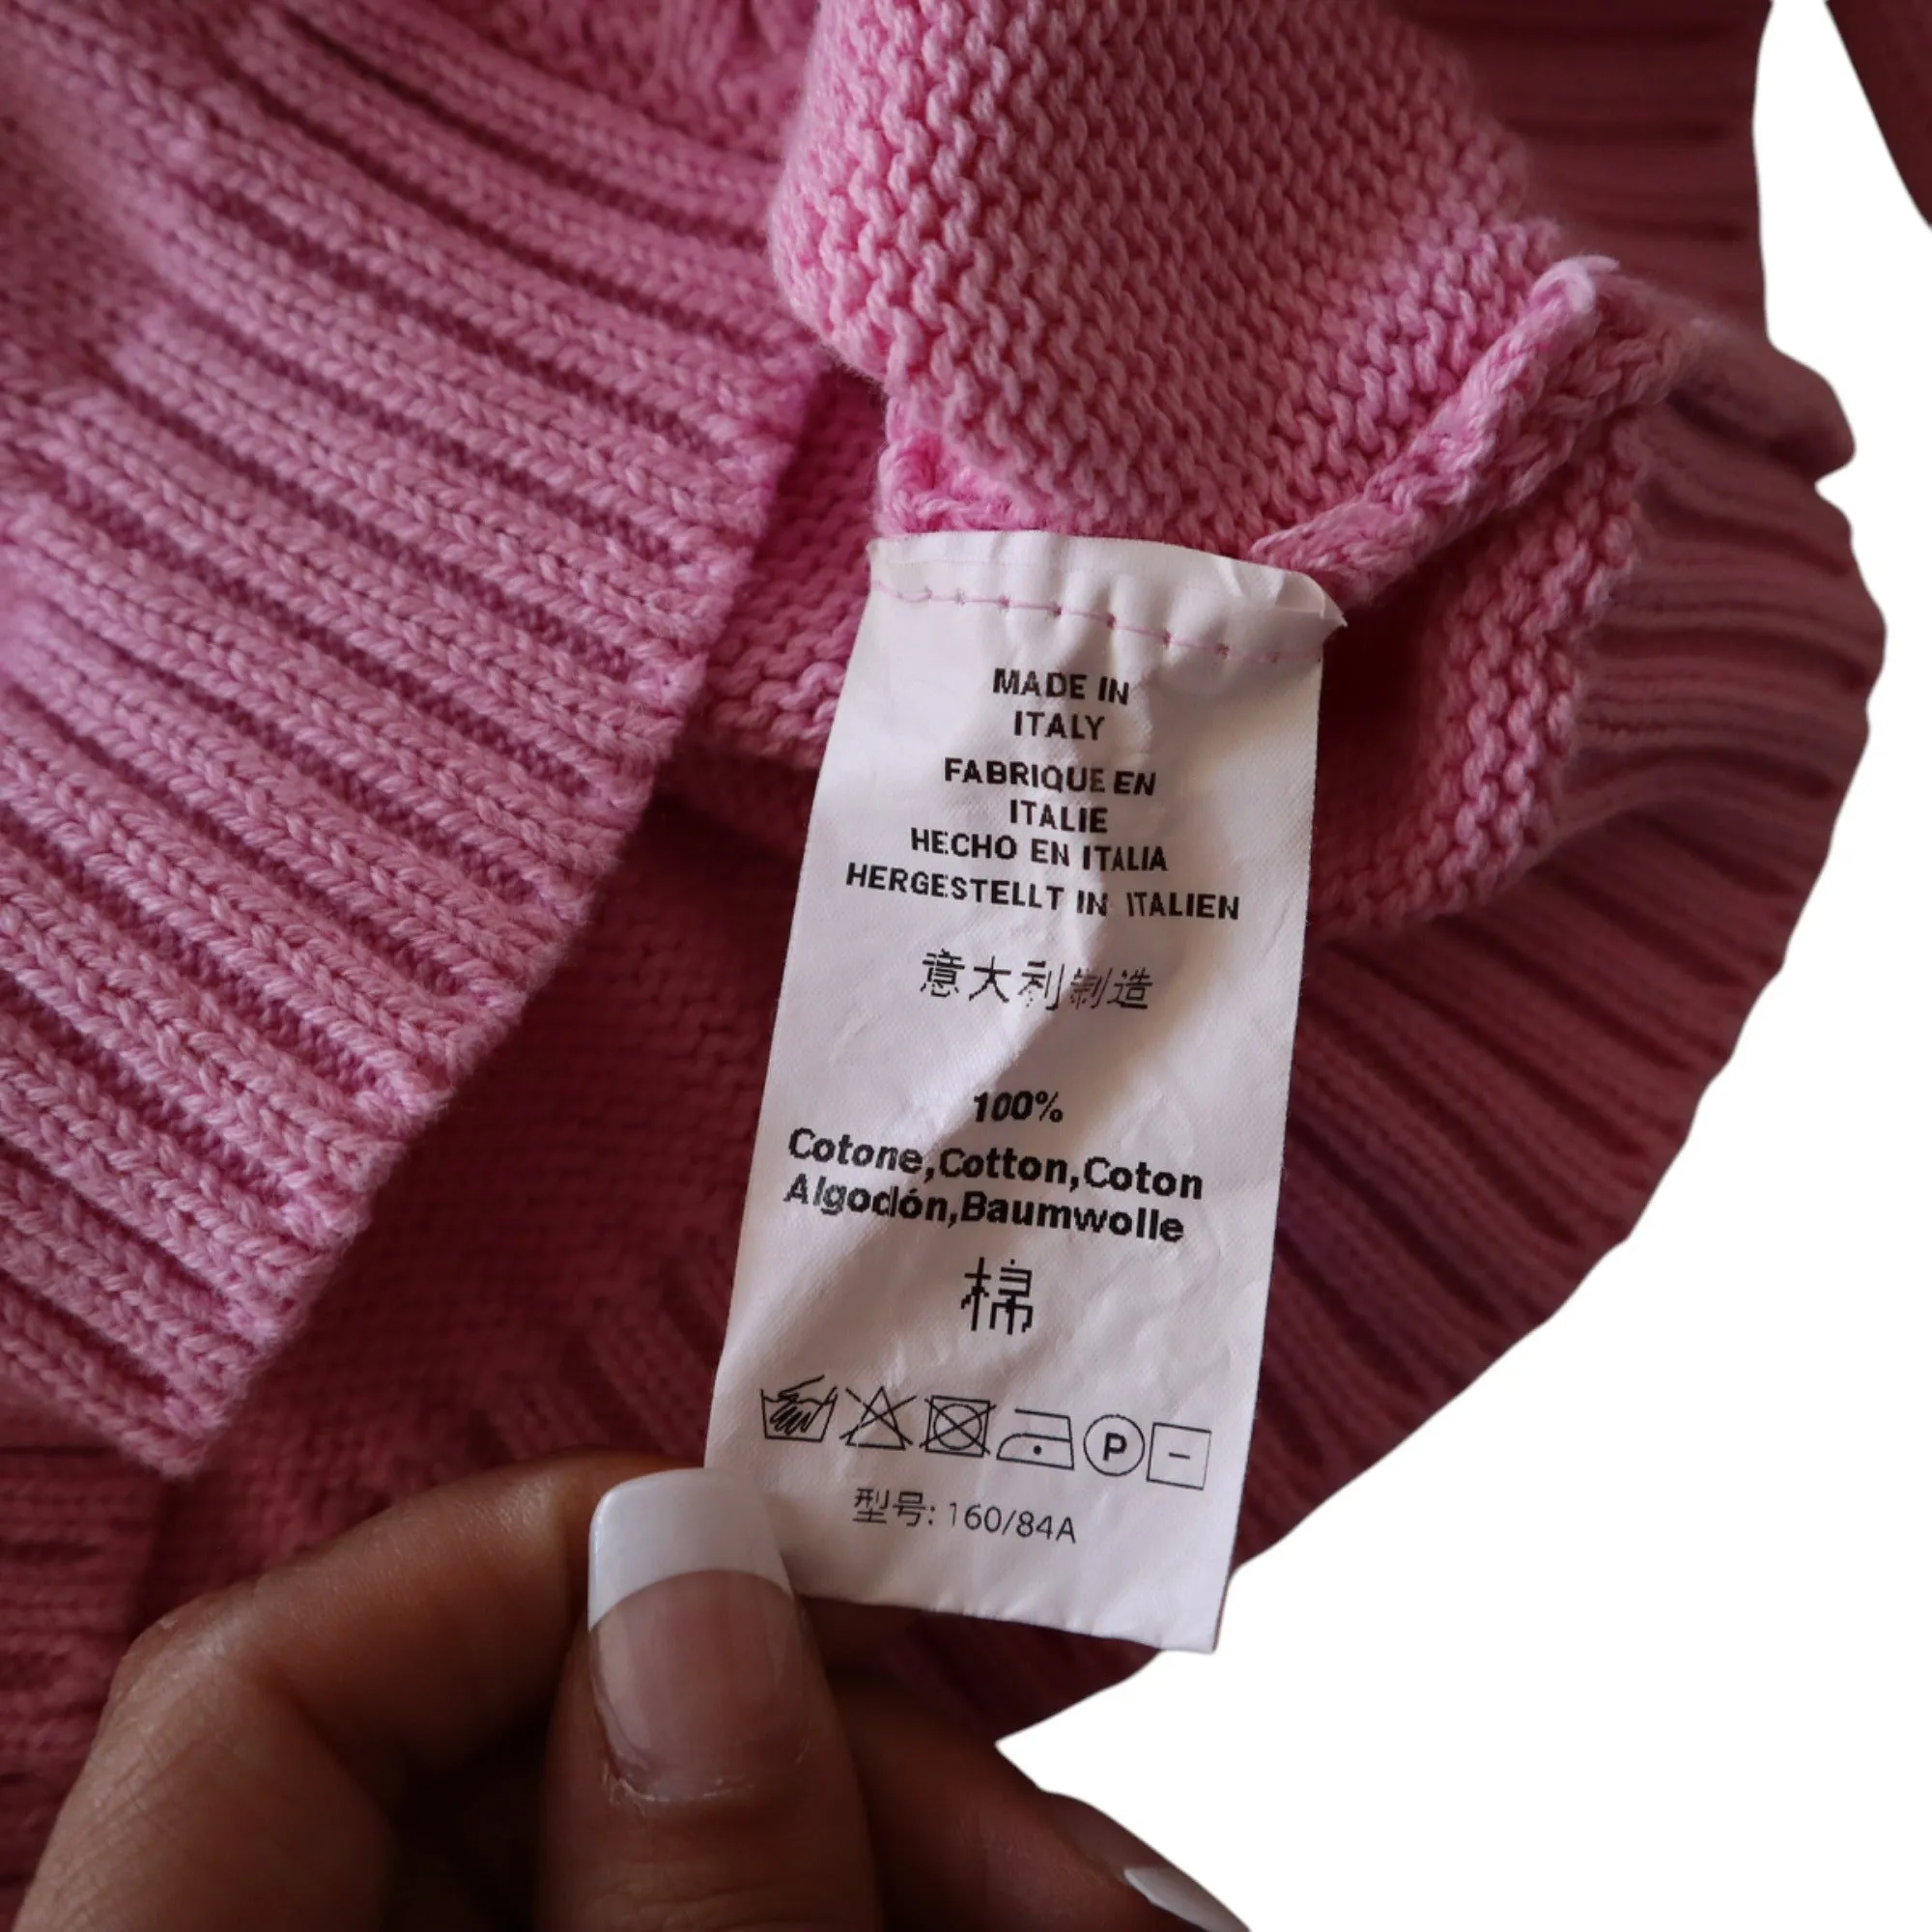 MADE IN
ITALY
FABRIQUE EN
ITALIE
HECHO EN ITALIA
HERGESTELLT IN ITALIEN
意大利制造
100%
Cotone,Cotton,Coton
Algodón,Baumwolle
棉
P
型号: 160/84A